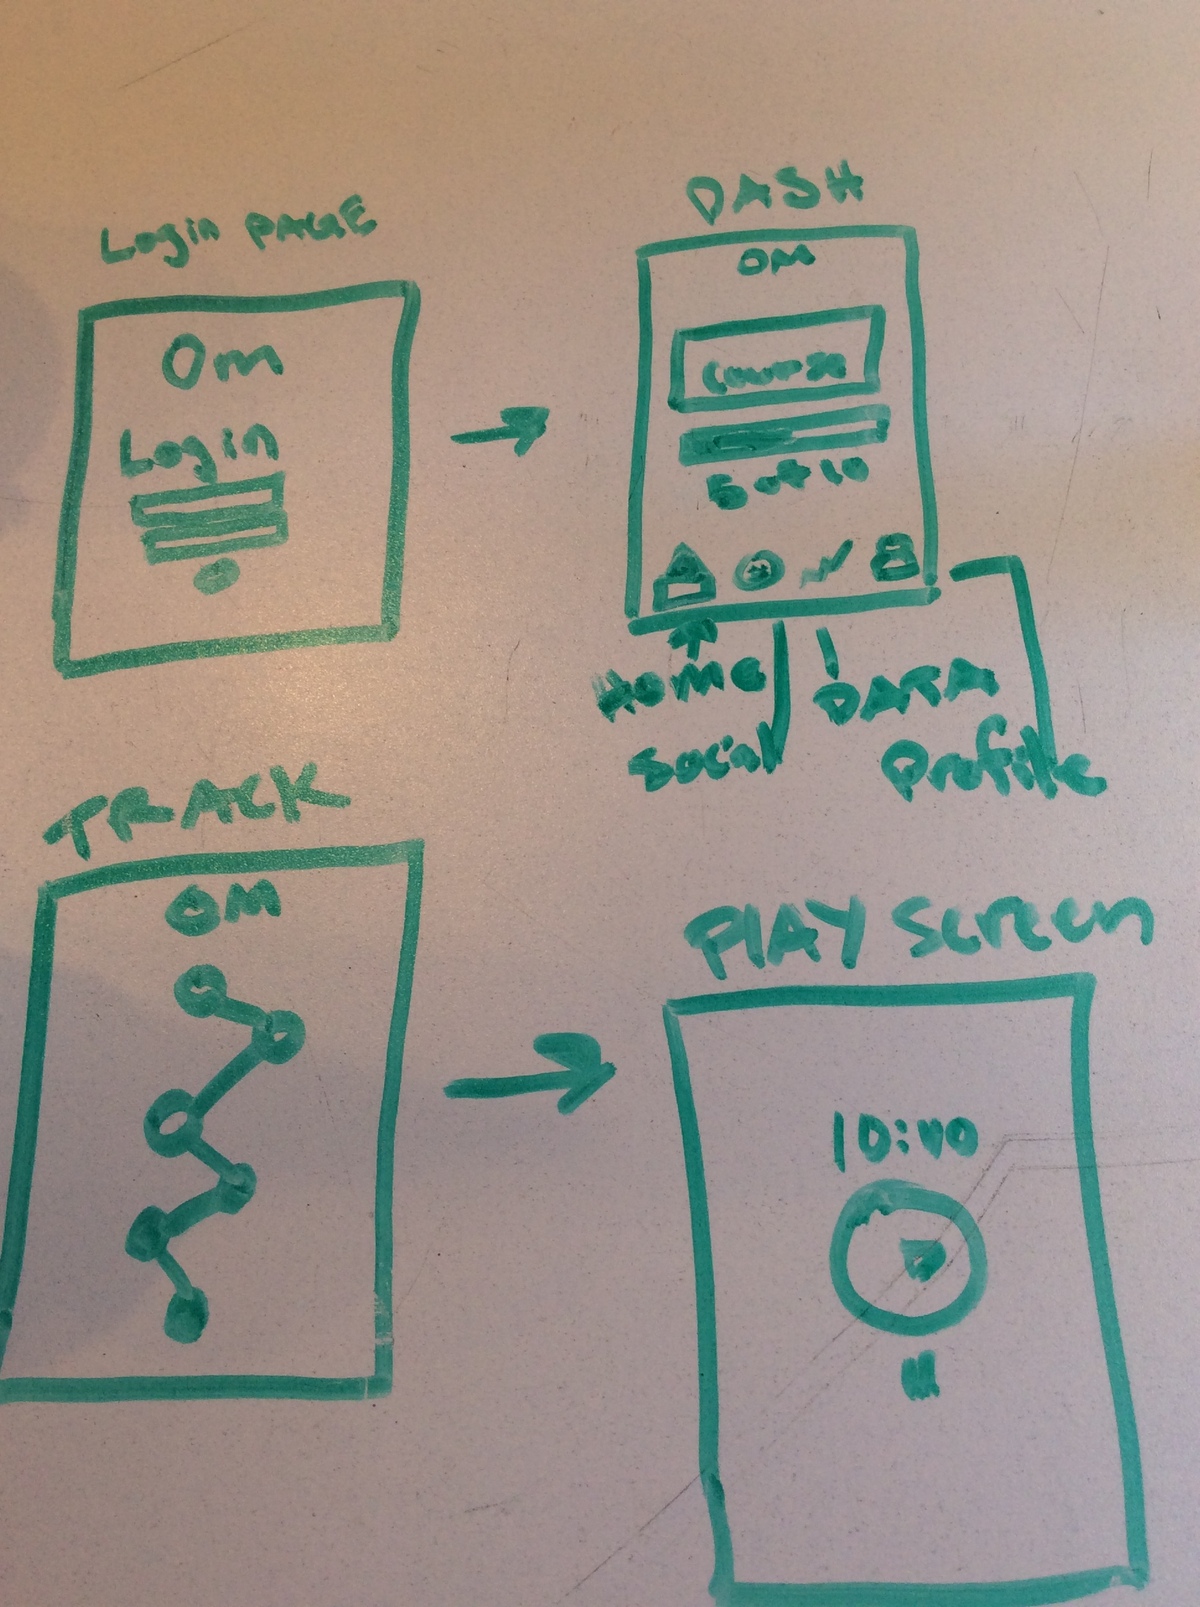 Login PAGE
Om
Login
DASH
OM
course
5 of 10
HOME
Social
DATA
Profile
TRACK
OM
PLAY Screen
10:40